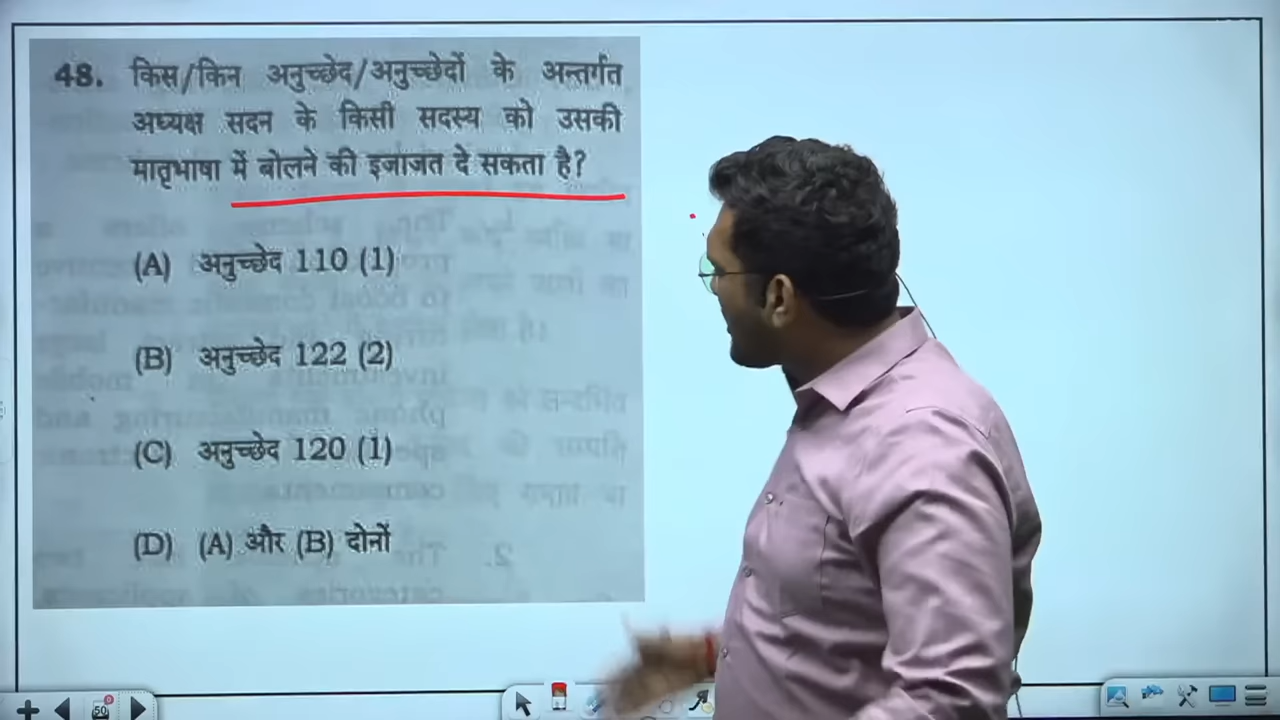 48. किस/किन अनुच्छेद/अनुच्छेदों के अन्तर्गत
अध्यक्ष सदन के किसी सदस्य को उसकी
मातृभाषा में बोलने की इजाजत दे सकता है?
(A) अनुच्छेद 110 (1)
(B) अनुच्छेद 122 (2)
(C) अनुच्छेद 120 (1)
(D) (A) और (B) दोनों
50